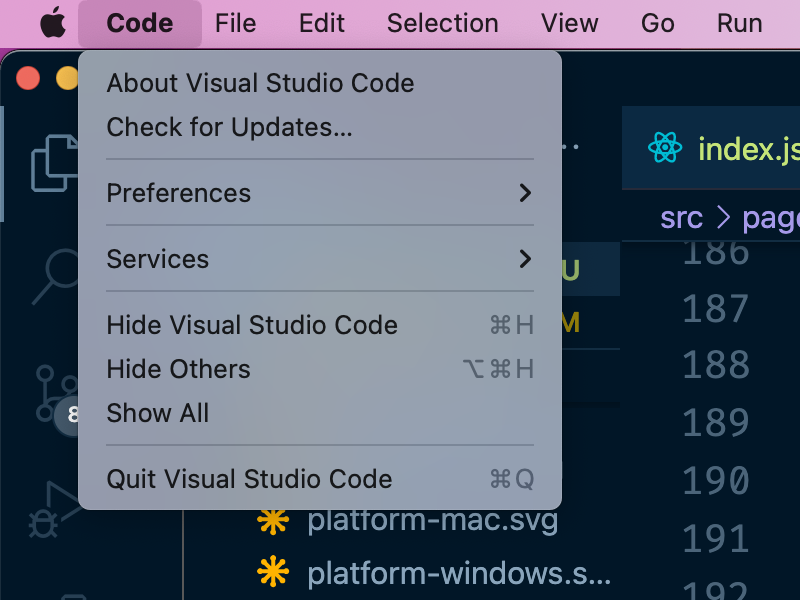 Code File Edit Selection View Go Run
About Visual Studio Code
Check for Updates...
Preferences
Services
Hide Visual Studio Code ⌘H
Hide Others ⌥⌘H
Show All
Quit Visual Studio Code ⌘Q
index.js
src > page
U
M
8
platform-mac.svg
platform-windows.s...
186
187
188
189
190
191
192